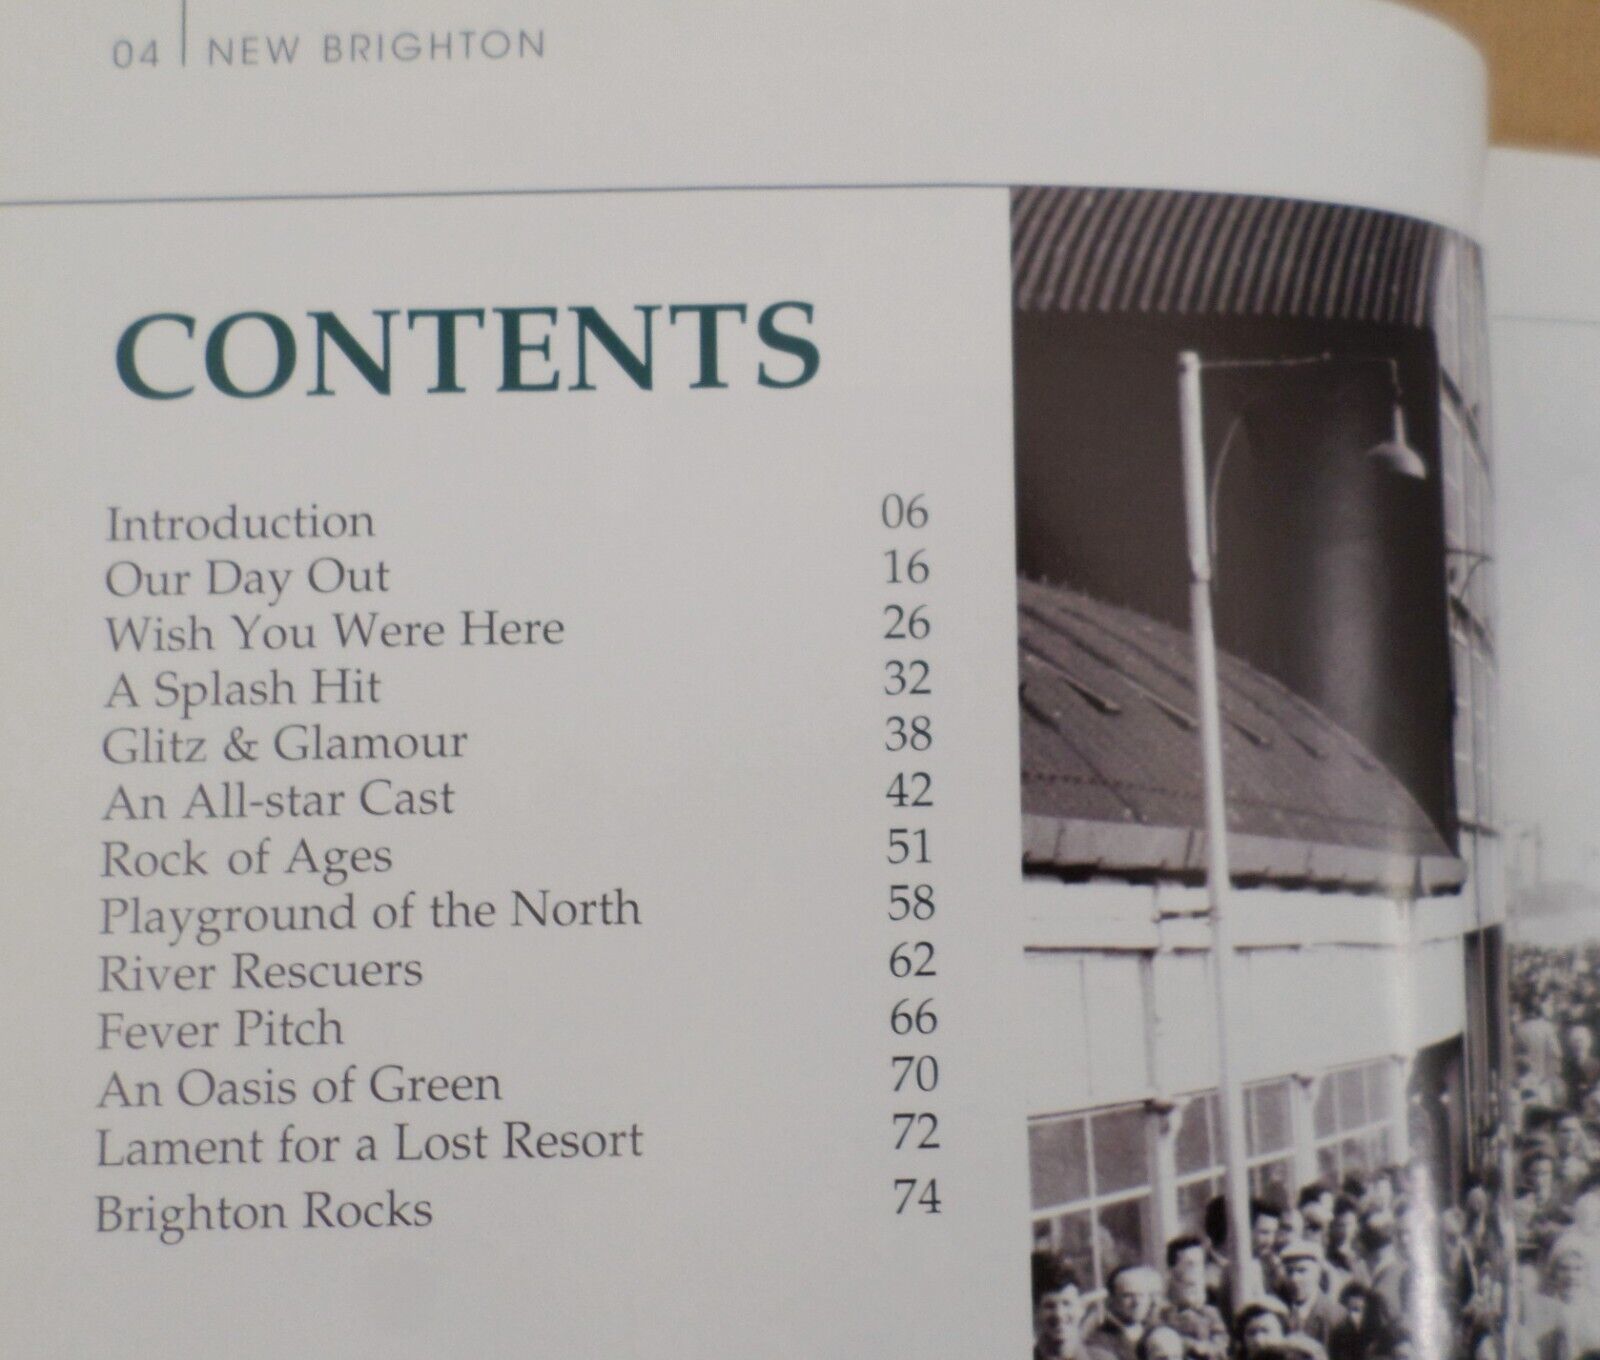 04 | NEW BRIGHTON
CONTENTS
Introduction 06
Our Day Out 16
Wish You Were Here 26
A Splash Hit 32
Glitz & Glamour 38
An All-star Cast 42
Rock of Ages 51
Playground of the North 58
River Rescuers 62
Fever Pitch 66
An Oasis of Green 70
Lament for a Lost Resort 72
Brighton Rocks 74